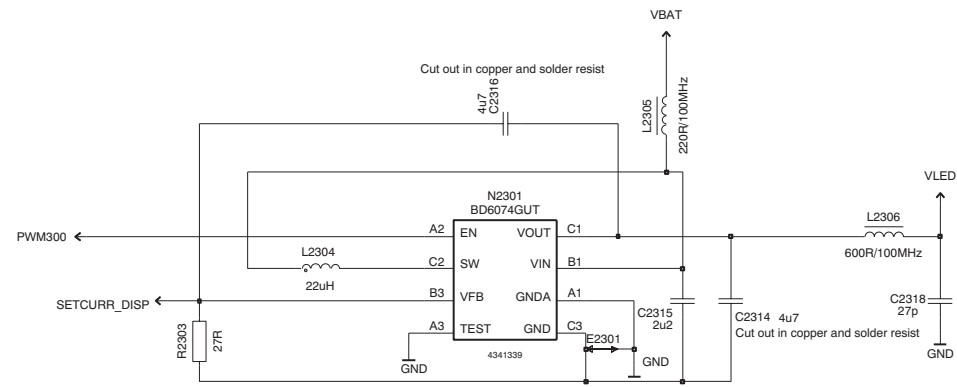 VBAT
Cut out in copper and solder resist
4u7
C2316
L2305
220R/100MHz
VLED
N2301
BD6074GUT
L2306
600R/100MHz
PWM300
A2
EN
VOUT
C1
L2304
22uH
C2
SW
VIN
B1
SETCURR_DISP
B3
VFB
GNDA
A1
C2315
2u2
C2314 4u7
Cut out in copper and solder resist
C2318
27p
R2303
27R
A3
TEST
GND
C3
E2301
GND
4341339
GND
GND